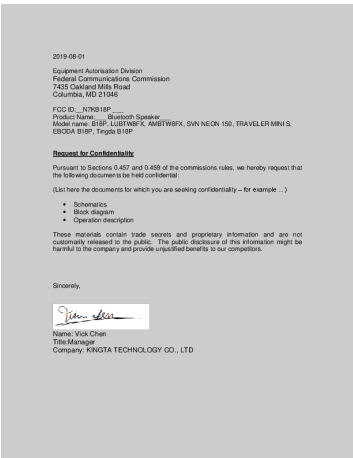 2019-08-01
Equipment Authorisation Division
Federal Communications Commission
7435 Oakland Mills Road
Columbia, MD 21046
FCC ID:__N7KB18P___
Product Name:___ Bluetooth Speaker___
Model name: B18P, LUBTW8FX, AMBTW8FX, SVN NEON 150, TRAVELER MINI S,
EBODA B18P, Tingda B18P
Request for Confidentiality
Pursuant to Sections 0.457 and 0.459 of the commissions rules, we hereby request that
the following documents be held confidential:
(List here the documents for which you are seeking confidentiality – for example ... )
• Schematics
• Block diagram
• Operation description
These materials contain trade secrets and proprietary information and are not
customarily released to the public. The public disclosure of this information might be
harmful to the company and provide unjustified benefits to our competitors.
Sincerely,
Name: Vick Chen
Title:Manager
Company: KINGTA TECHNOLOGY CO., LTD